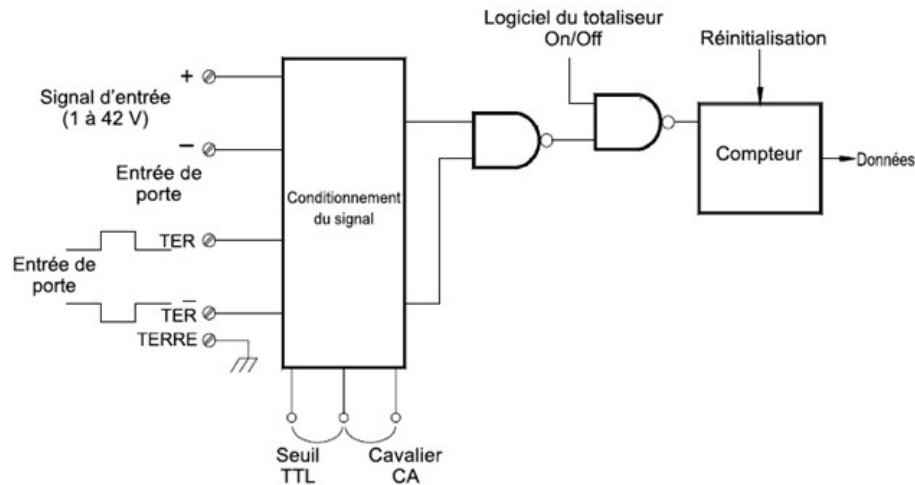 Logiciel du totaliseur
On/Off
Réinitialisation
+
Signal d'entrée
(1 à 42 V)
−
Entrée de
porte
Conditionnement
du signal
Compteur
Données
TER
Entrée de
porte
TER̅
TERRE
Seuil
TTL
Cavalier
CA